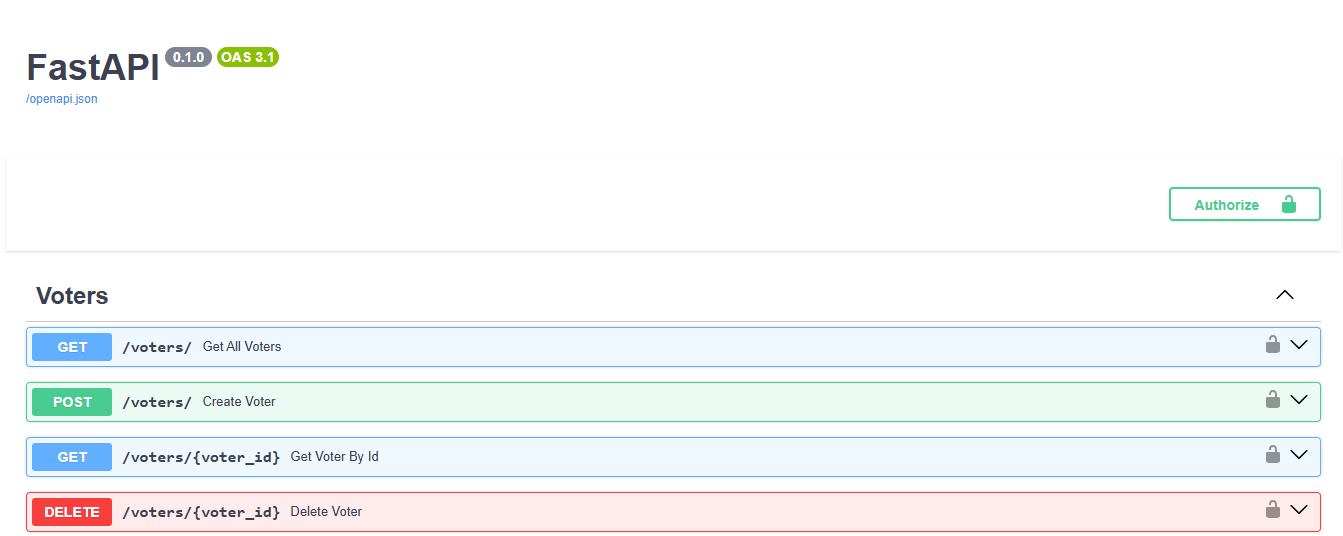 FastAPI 0.1.0 OAS 3.1
/openapi.json
Authorize
Voters
GET /voters/ Get All Voters
POST /voters/ Create Voter
GET /voters/{voter_id} Get Voter By Id
DELETE /voters/{voter_id} Delete Voter